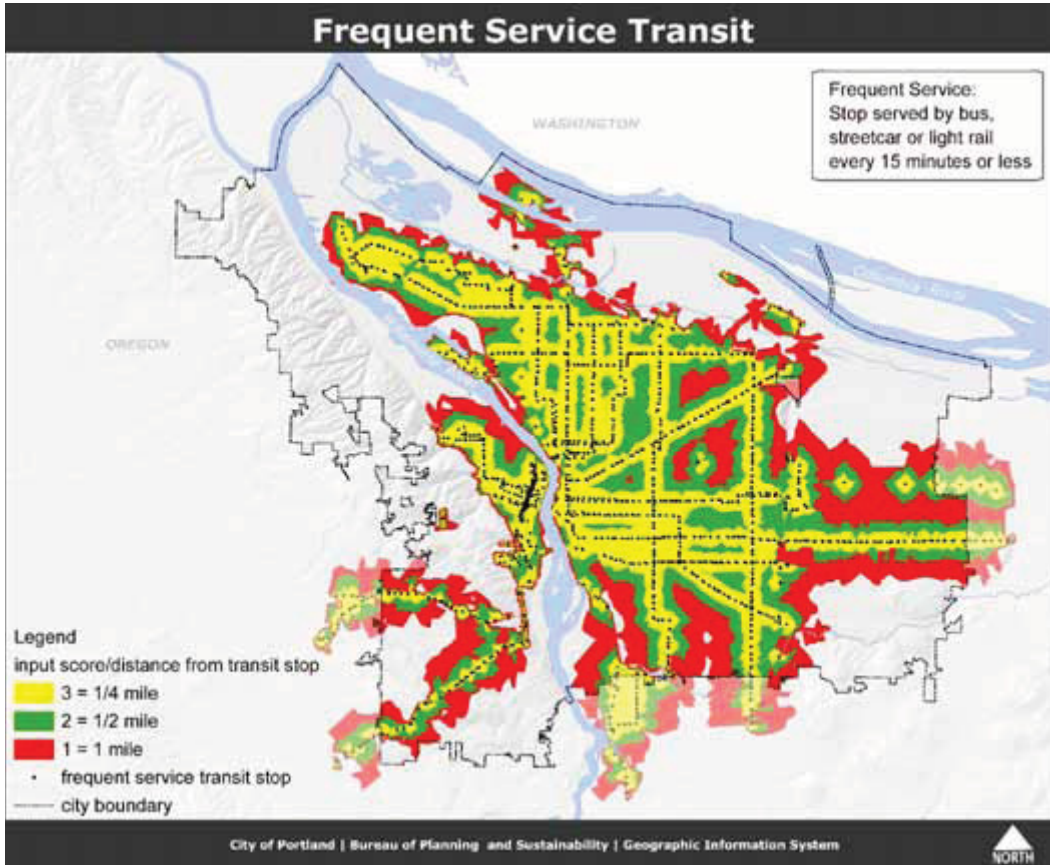 Frequent Service Transit
WASHINGTON
Frequent Service:
Stop served by bus,
streetcar or light rail
every 15 minutes or less
OREGON
Legend
input score/distance from transit stop
3 = 1/4 mile
2 = 1/2 mile
1 = 1 mile
frequent service transit stop
city boundary
City of Portland | Bureau of Planning and Sustainability | Geographic Information System
NORTH